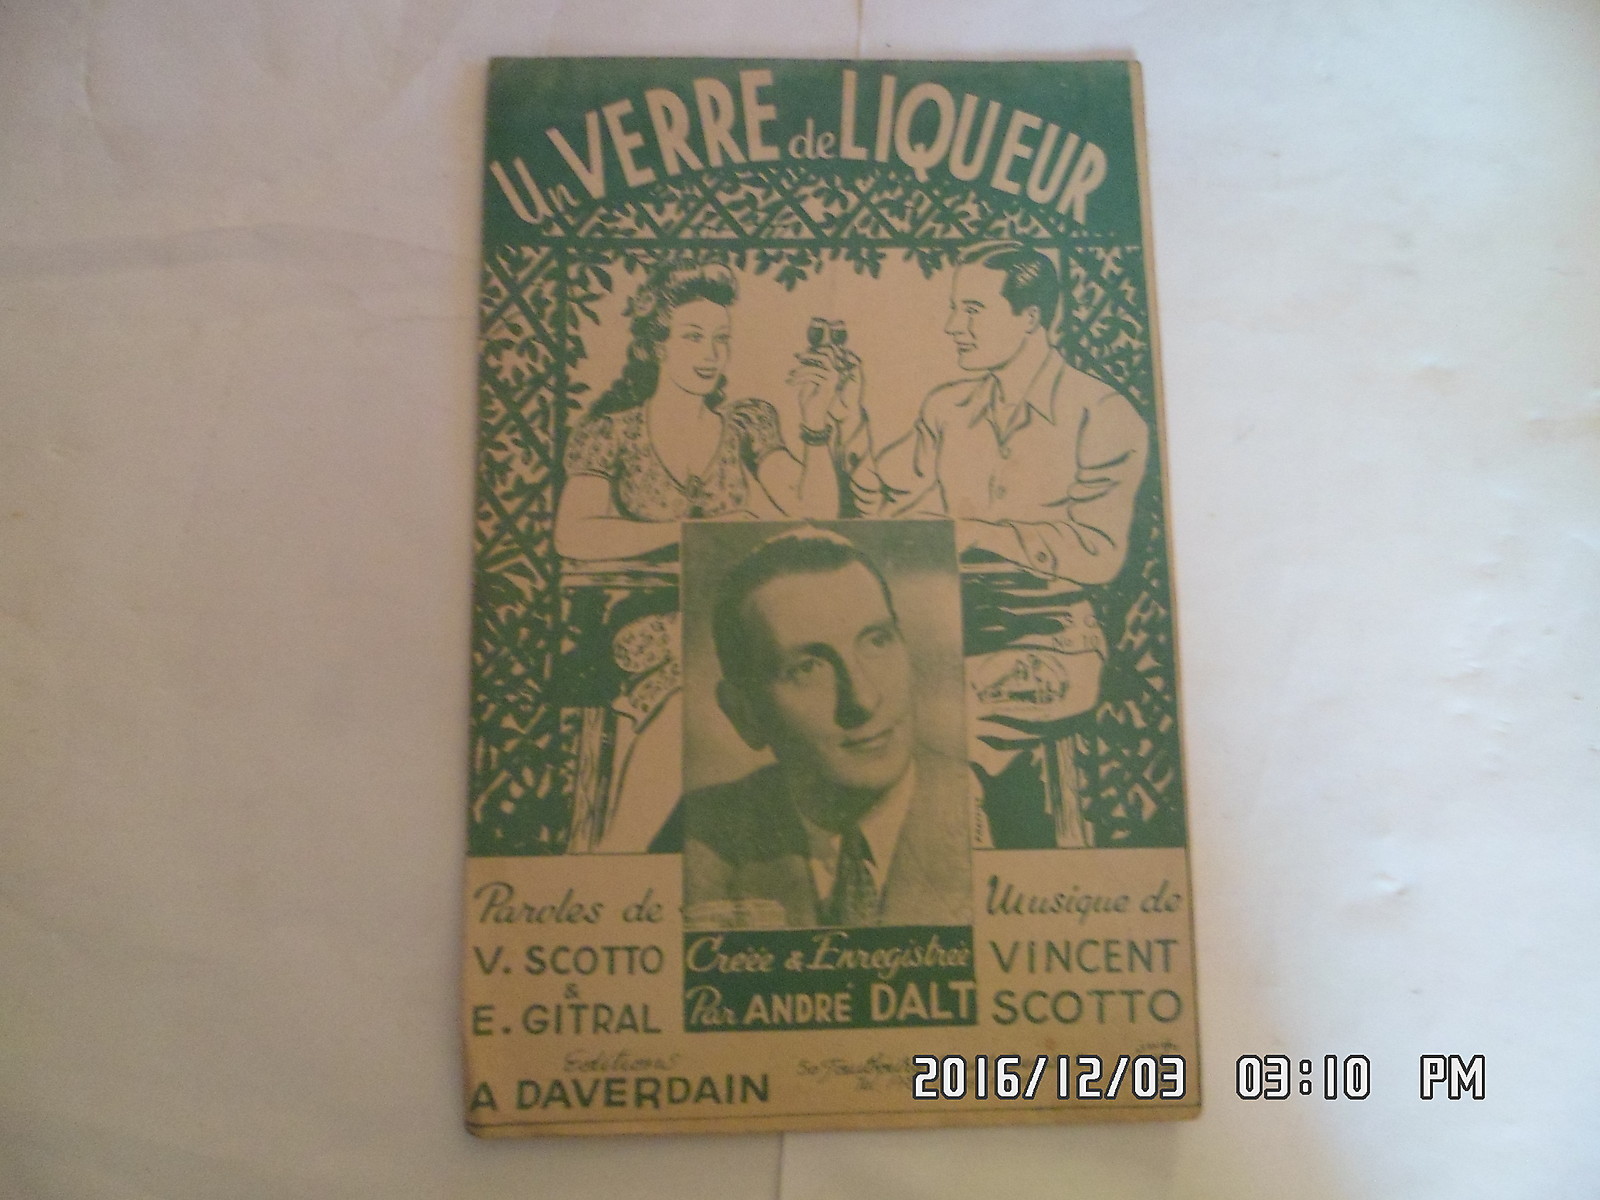 Un VERRE de LIQUEUR
Paroles de
V. SCOTTO
&
E. GITRAL
Créée & Enregistrée
Par ANDRÉ DALT
Musique de
VINCENT
SCOTTO
Editions
A DAVERDAIN
2016/12/03 03:10 PM